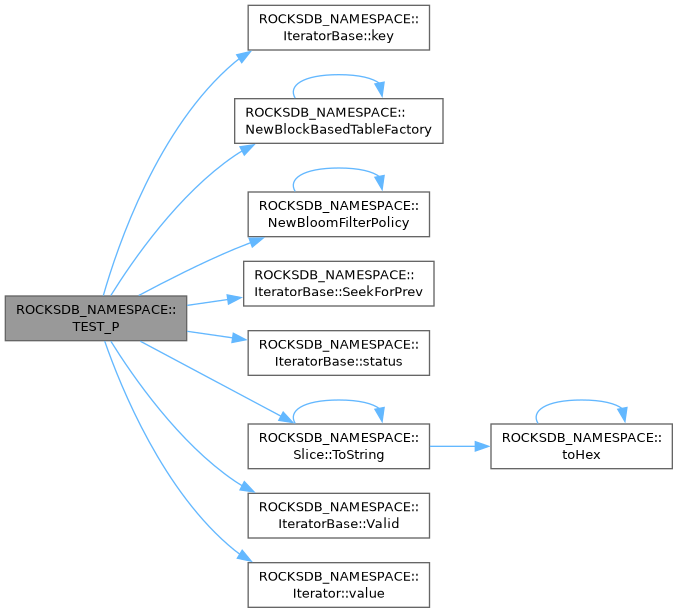 ROCKSDB_NAMESPACE::
IteratorBase::key
ROCKSDB_NAMESPACE::
NewBlockBasedTableFactory
ROCKSDB_NAMESPACE::
NewBloomFilterPolicy
ROCKSDB_NAMESPACE::
IteratorBase::SeekForPrev
ROCKSDB_NAMESPACE::
TEST_P
ROCKSDB_NAMESPACE::
IteratorBase::status
ROCKSDB_NAMESPACE::
Slice::ToString
ROCKSDB_NAMESPACE::
toHex
ROCKSDB_NAMESPACE::
IteratorBase::Valid
ROCKSDB_NAMESPACE::
Iterator::value